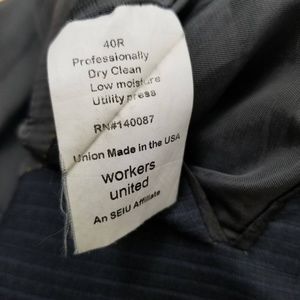 40R
Professionally
Dry Clean
Low moisture
Utility press
RN#140087
Union Made in the USA
workers
united
An SEIU Affiliate